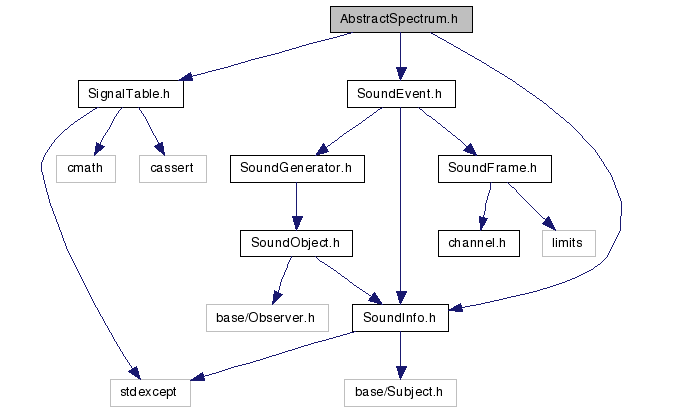 AbstractSpectrum.h
SignalTable.h
SoundEvent.h
cmath
cassert
SoundGenerator.h
SoundFrame.h
SoundObject.h
channel.h
limits
base/Observer.h
SoundInfo.h
stdexcept
base/Subject.h